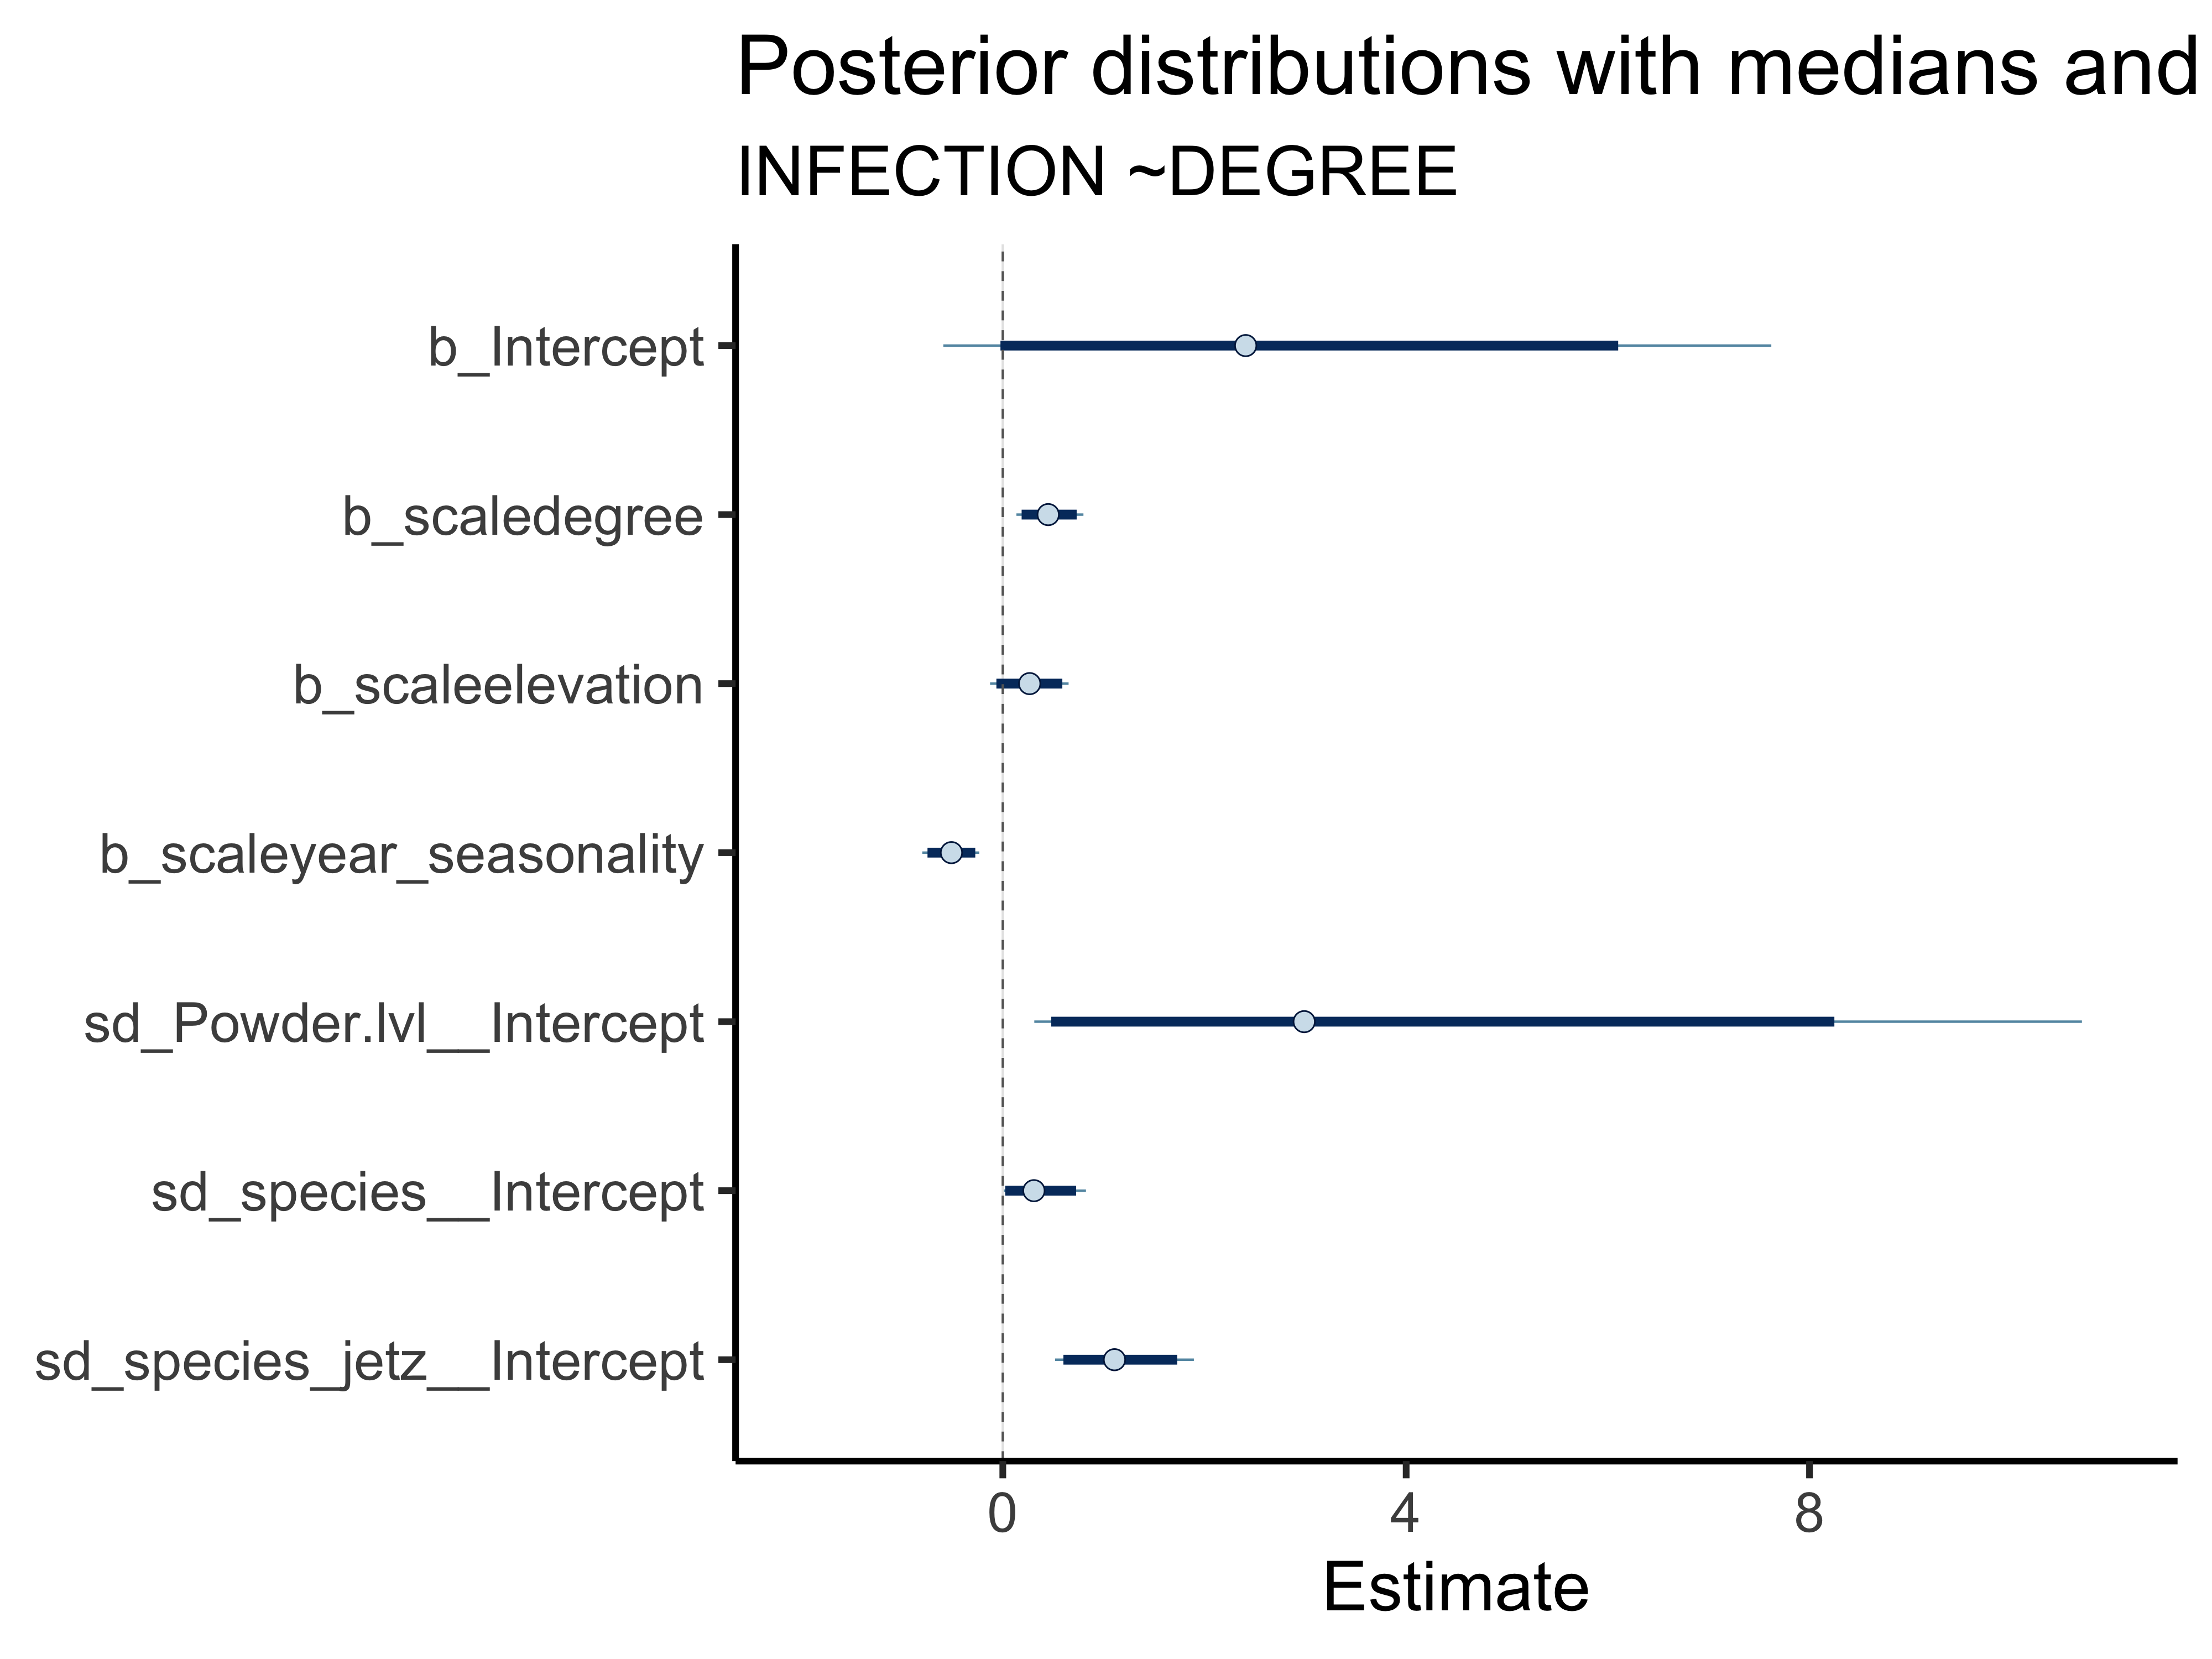 Posterior distributions with medians and
INFECTION ~DEGREE
b_Intercept
b_scaledegree
b_scaleelevation
b_scaleyear_seasonality
sd_Powder.lvl__Intercept
sd_species__Intercept
sd_species_jetz__Intercept
0 4 8
Estimate